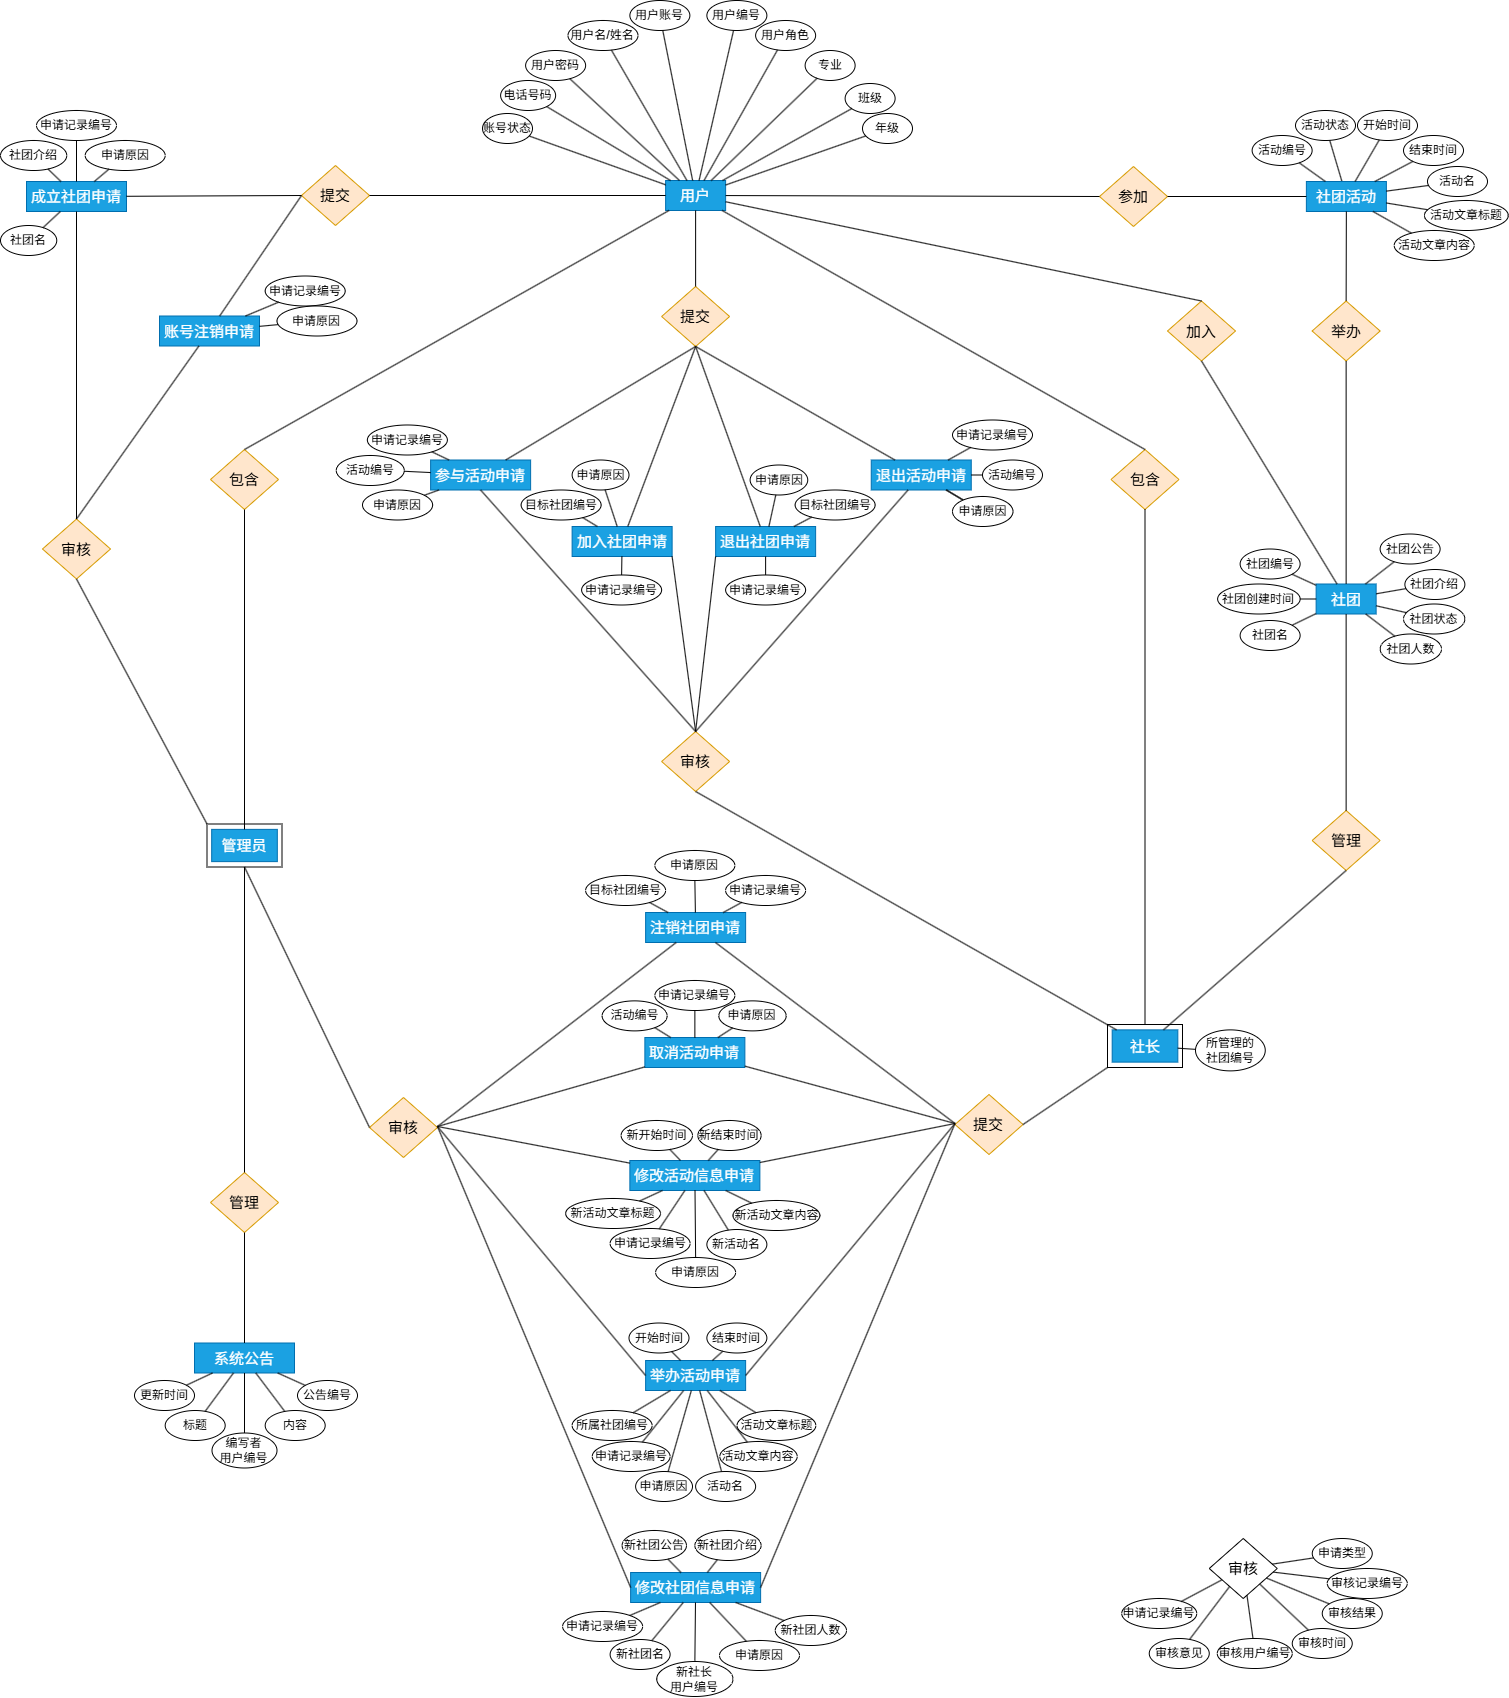 用户账号
用户编号
用户名/姓名
用户角色
用户密码
专业
电话号码
班级
账号状态
年级
用户
申请记录编号
社团介绍
申请原因
成立社团申请
社团名
提交
参加
活动状态
开始时间
活动编号
结束时间
活动名
社团活动
活动文章标题
活动文章内容
申请记录编号
申请原因
账号注销申请
提交
加入
举办
包含
申请记录编号
活动编号
参与活动申请
申请原因
申请原因
目标社团编号
加入社团申请
申请记录编号
申请原因
目标社团编号
退出社团申请
申请记录编号
申请记录编号
退出活动申请
活动编号
申请原因
包含
审核
社团编号
社团公告
社团创建时间
社团
社团介绍
社团名
社团状态
社团人数
审核
管理员
管理
申请原因
目标社团编号
申请记录编号
注销社团申请
申请记录编号
活动编号
申请原因
取消活动申请
社长
所管理的
社团编号
审核
提交
新开始时间
新结束时间
修改活动信息申请
新活动文章标题
新活动文章内容
申请记录编号
新活动名
申请原因
管理
系统公告
更新时间
公告编号
标题
内容
编写者
用户编号
开始时间
结束时间
举办活动申请
所属社团编号
活动文章标题
申请记录编号
活动文章内容
申请原因
活动名
新社团公告
新社团介绍
修改社团信息申请
申请记录编号
新社团人数
新社团名
申请原因
新社长
用户编号
审核
申请类型
审核记录编号
申请记录编号
审核结果
审核时间
审核意见
审核用户编号